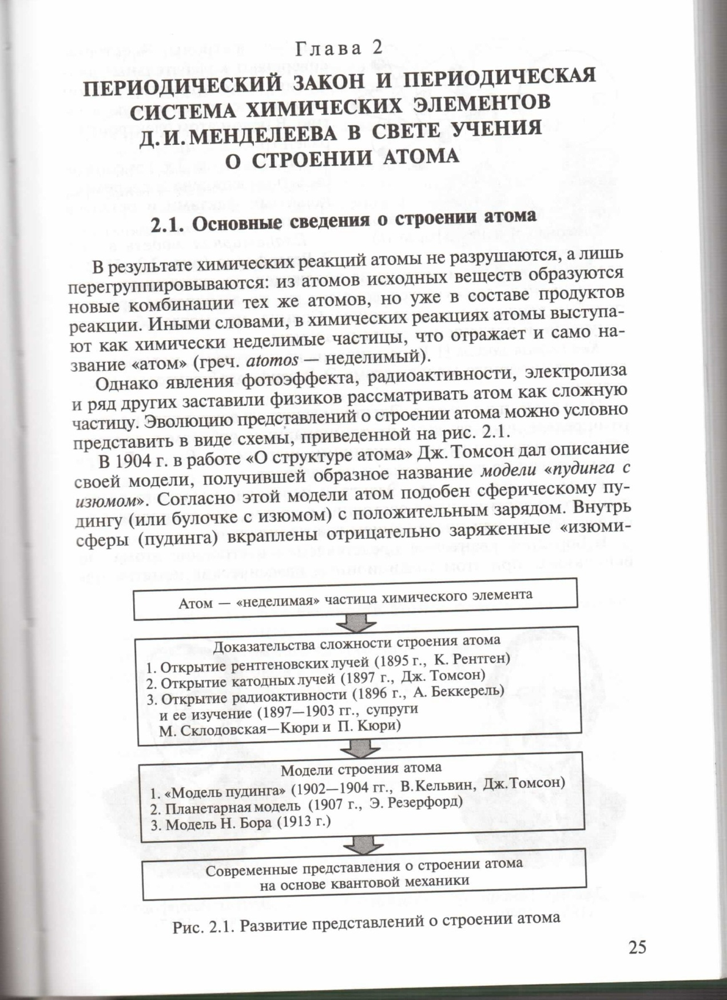 Глава 2
ПЕРИОДИЧЕСКИЙ ЗАКОН И ПЕРИОДИЧЕСКАЯ
СИСТЕМА ХИМИЧЕСКИХ ЭЛЕМЕНТОВ
Д.И.МЕНДЕЛЕЕВА В СВЕТЕ УЧЕНИЯ
О СТРОЕНИИ АТОМА
2.1. Основные сведения о строении атома
В результате химических реакций атомы не разрушаются, а лишь
перегруппировываются: из атомов исходных веществ образуются
новые комбинации тех же атомов, но уже в составе продуктов
реакции. Иными словами, в химических реакциях атомы выступа-
ют как химически неделимые частицы, что отражает и само на-
звание «атом» (греч. atomos — неделимый).
Однако явления фотоэффекта, радиоактивности, электролиза
и ряд других заставили физиков рассматривать атом как сложную
частицу. Эволюцию представлений о строении атома можно условно
представить в виде схемы, приведенной на рис. 2.1.
В 1904 г. в работе «О структуре атома» Дж. Томсон дал описание
своей модели, получившей образное название модели «пудинга с
изюмом». Согласно этой модели атом подобен сферическому пу-
дингу (или булочке с изюмом) с положительным зарядом. Внутрь
сферы (пудинга) вкраплены отрицательно заряженные «изюми-
Атом — «неделимая» частица химического элемента
Доказательства сложности строения атома
1. Открытие рентгеновских лучей (1895 г., К. Рентген)
2. Открытие катодных лучей (1897 г., Дж. Томсон)
3. Открытие радиоактивности (1896 г., А. Беккерель)
и ее изучение (1897—1903 гг., супруги
М. Склодовская—Кюри и П. Кюри)
Модели строения атома
1. «Модель пудинга» (1902—1904 гг., В.Кельвин, Дж.Томсон)
2. Планетарная модель (1907 г., Э. Резерфорд)
3. Модель Н. Бора (1913 г.)
Современные представления о строении атома
на основе квантовой механики
Рис. 2.1. Развитие представлений о строении атома
25